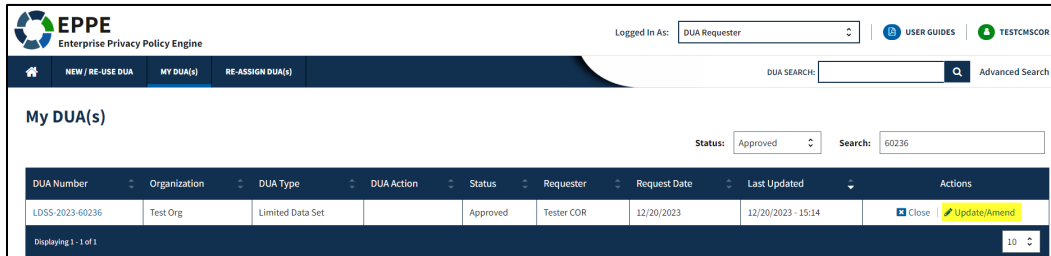 EPPE
Enterprise Privacy Policy Engine
Logged In As: DUA Requester USER GUIDES TESTCMSCOR
NEW / RE-USE DUA MY DUA(s) RE-ASSIGN DUA(s) DUA SEARCH: Advanced Search
My DUA(s)
Status: Approved Search: 60236
DUA Number Organization DUA Type DUA Action Status Requester Request Date Last Updated Actions
LDSS-2023-60236 Test Org Limited Data Set Approved Tester COR 12/20/2023 12/20/2023 - 15:14 Close Update/Amend
Displaying 1 - 1 of 1 10